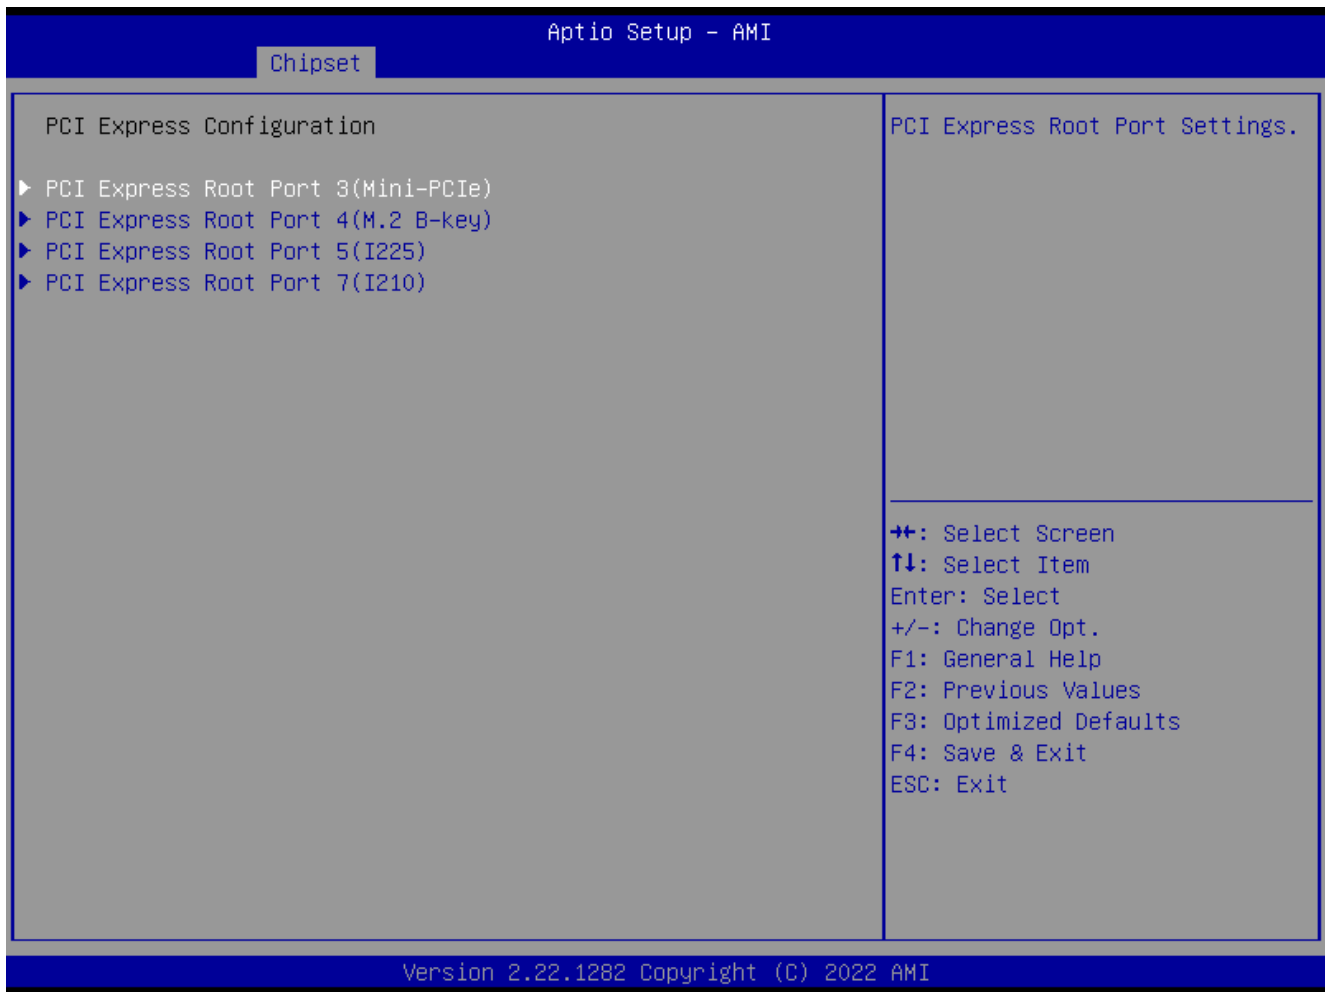 Aptio Setup – AMI
Chipset
PCI Express Configuration
PCI Express Root Port 3(Mini-PCIe)
PCI Express Root Port 4(M.2 B-key)
PCI Express Root Port 5(I225)
PCI Express Root Port 7(I210)
PCI Express Root Port Settings.
→←: Select Screen
↑↓: Select Item
Enter: Select
+/-: Change Opt.
F1: General Help
F2: Previous Values
F3: Optimized Defaults
F4: Save & Exit
ESC: Exit
Version 2.22.1282 Copyright (C) 2022 AMI